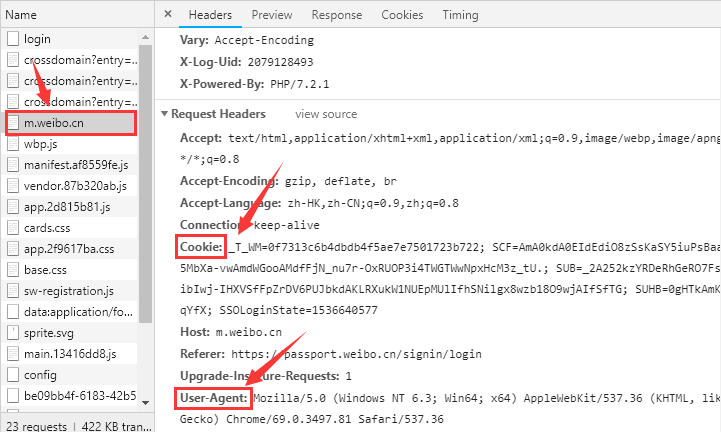 Name
login
crossdomain?entry=...
crossdomain?entry=...
crossdomain?entry=...
m.weibo.cn
wbp.js
manifest.af8559fe.js
vendor.87b320ab.js
app.2d815b81.js
cards.css
app.2f9617ba.css
base.css
sw-registration.js
data:application/fo...
sprite.svg
main.13416dd8.js
config
be09bb4f-6183-42b5
23 requests | 422 KB tran...
× Headers Preview Response Cookies Timing
Vary: Accept-Encoding
X-Log-Uid: 2079128493
X-Powered-By: PHP/7.2.1
▼ Request Headers view source
Accept: text/html,application/xhtml+xml,application/xml;q=0.9,image/webp,image/apng
*/*;q=0.8
Accept-Encoding: gzip, deflate, br
Accept-Language: zh-HK,zh-CN;q=0.9,zh;q=0.8
Connection: keep-alive
Cookie: _T_WM=0f7313c6b4dbdb4f5ae7e7501723b722; SCF=AmA0kdA0EIdEdiO8zSsKaSY5iuPsBaa
5MbXa-vwAmdWGooAMdfFjN_nu7r-OxRUOP3i4TWGTWwNpxHcM3z_tU.; SUB=_2A252kzYRDeRhGeRO7Fs
ibIwj-IHXVSfFpZrDV6PUJbkdAKLRXukW1NUEpMUlIfhSNilgx8wzb18O9wjAIfSfTG; SUHB=0gHTkAmK
qYfX; SSOLoginState=1536640577
Host: m.weibo.cn
Referer: https://passport.weibo.cn/signin/login
Upgrade-Insecure-Requests: 1
User-Agent: Mozilla/5.0 (Windows NT 6.3; Win64; x64) AppleWebKit/537.36 (KHTML, lik
Gecko) Chrome/69.0.3497.81 Safari/537.36